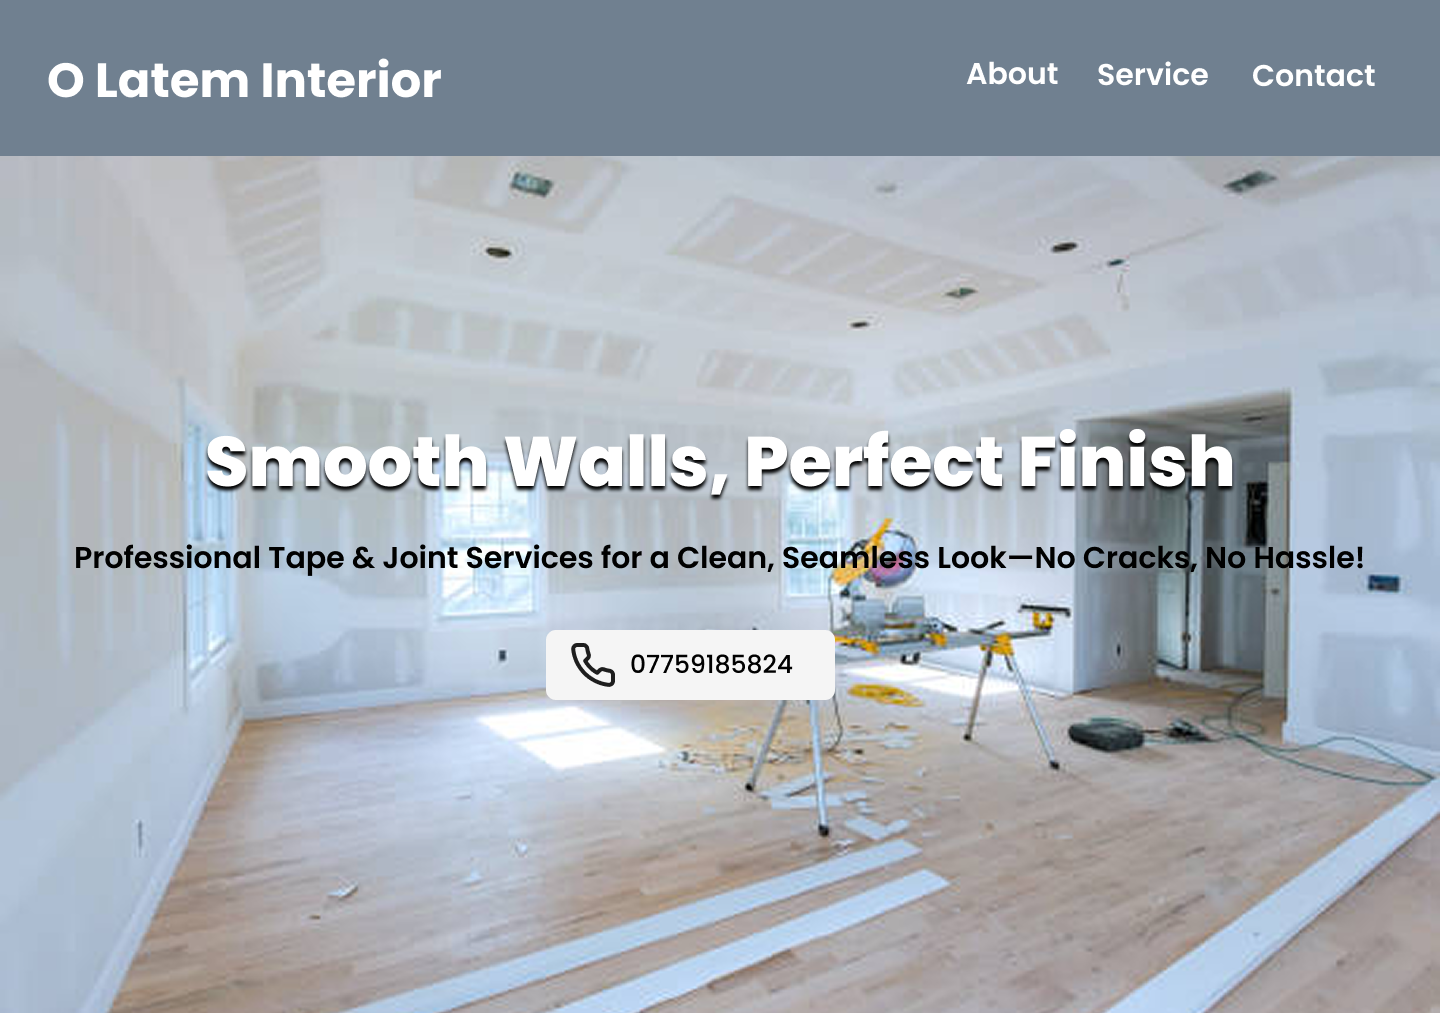 O Latem Interior
About Service Contact
Smooth Walls, Perfect Finish
Professional Tape & Joint Services for a Clean, Seamless Look—No Cracks, No Hassle!
07759185824